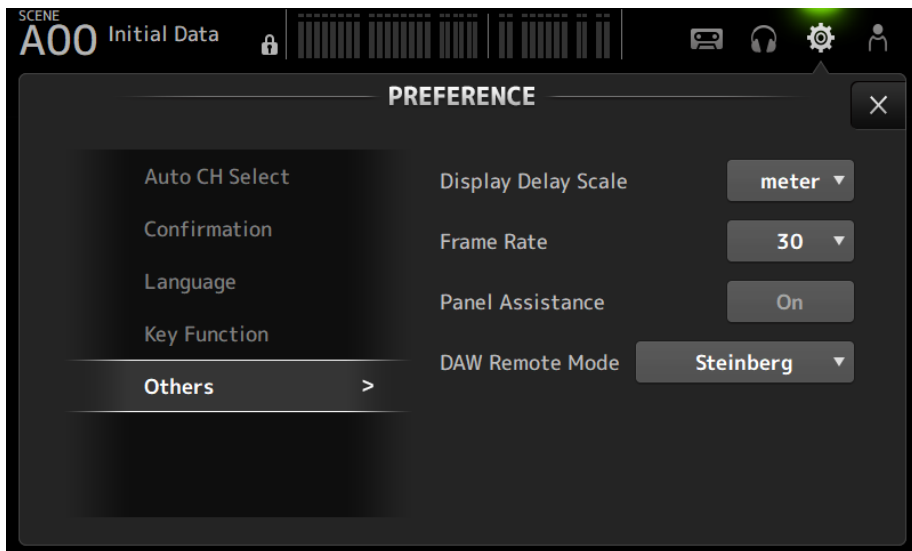 SCENE
A00 Initial Data
PREFERENCE
Auto CH Select
Confirmation
Language
Key Function
Others >
Display Delay Scale meter
Frame Rate 30
Panel Assistance On
DAW Remote Mode Steinberg